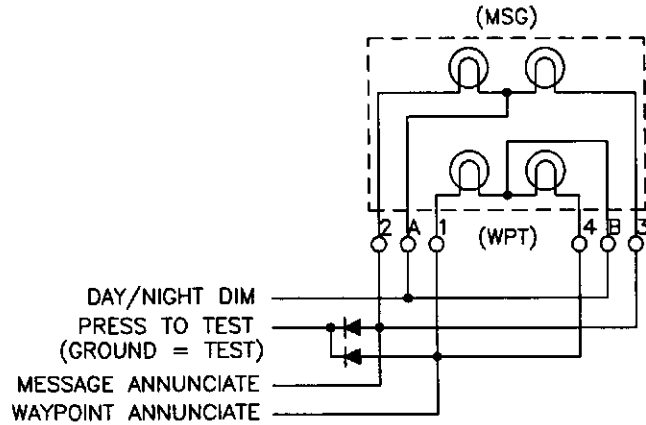 (MSG)
2 A 1 (WPT) 4 B 3
DAY/NIGHT DIM
PRESS TO TEST
(GROUND = TEST)
MESSAGE ANNUNCIATE
WAYPOINT ANNUNCIATE